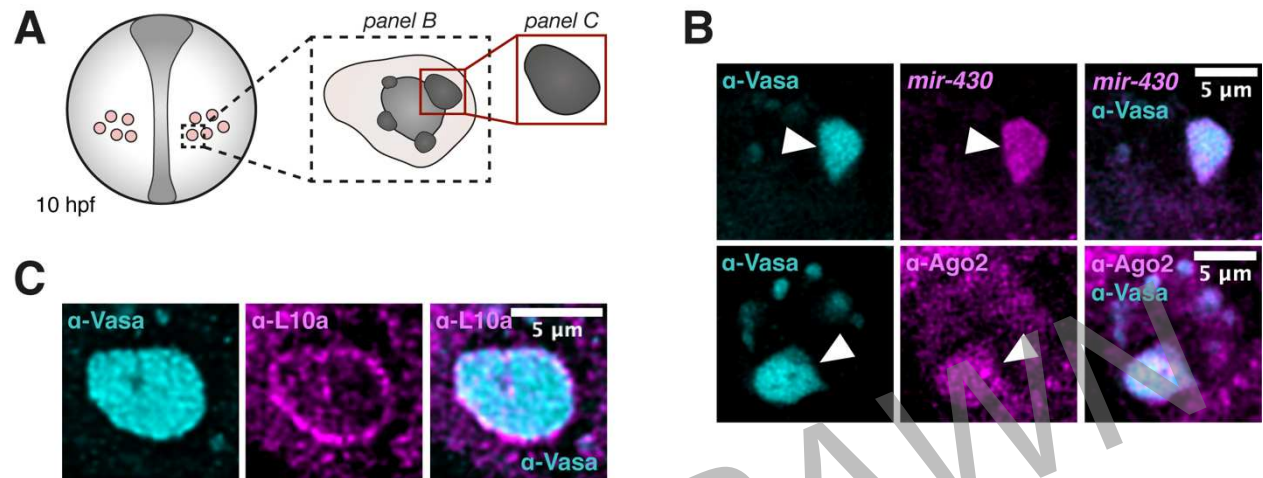 A
panel B
panel C
10 hpf
B
α-Vasa
mir-430
mir-430
α-Vasa
5 μm
α-Vasa
α-Ago2
α-Ago2
α-Vasa
5 μm
C
α-Vasa
α-L10a
α-L10a
5 μm
α-Vasa
AWN